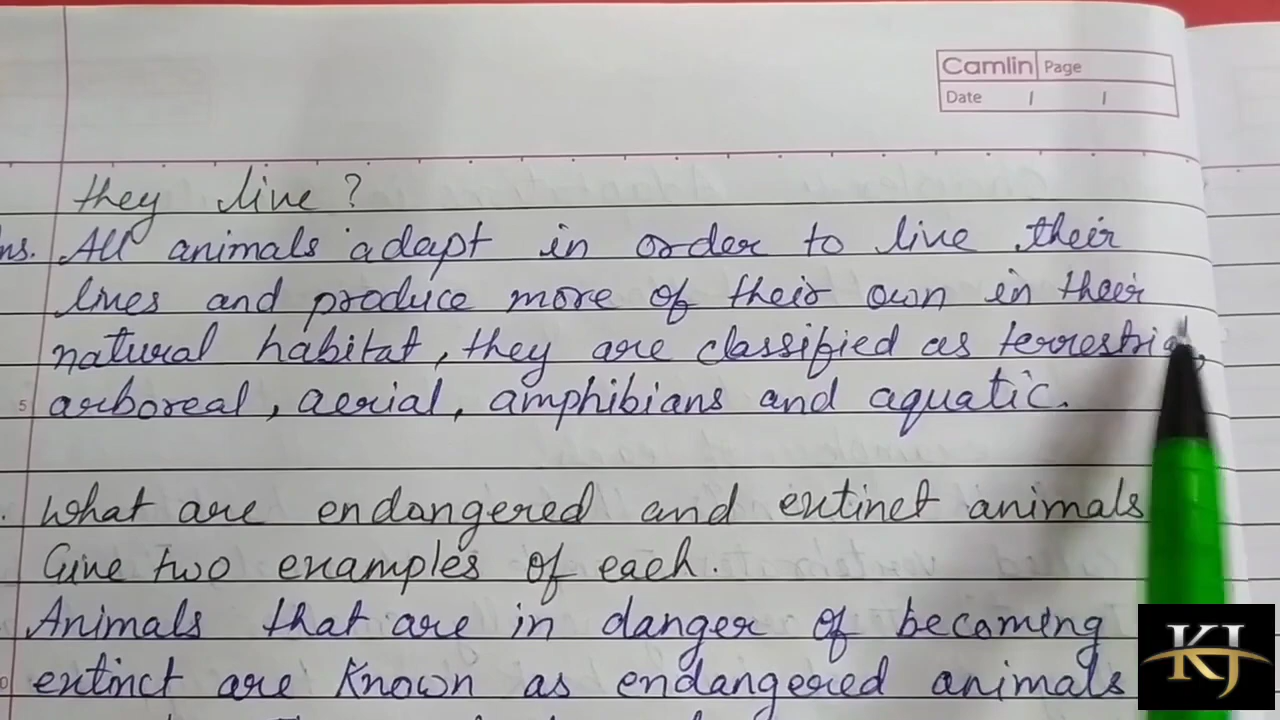 Camlin Page
Date / /
they live?
ns. All animals adapt in order to live their
lives and produce more of their own in their
natural habitat, they are classified as terrestrial,
5 arboreal, aerial, amphibians and aquatic.
What are endangered and extinct animals
Give two examples of each.
Animals that are in danger of becoming
extinct are known as endangered animals
KJ